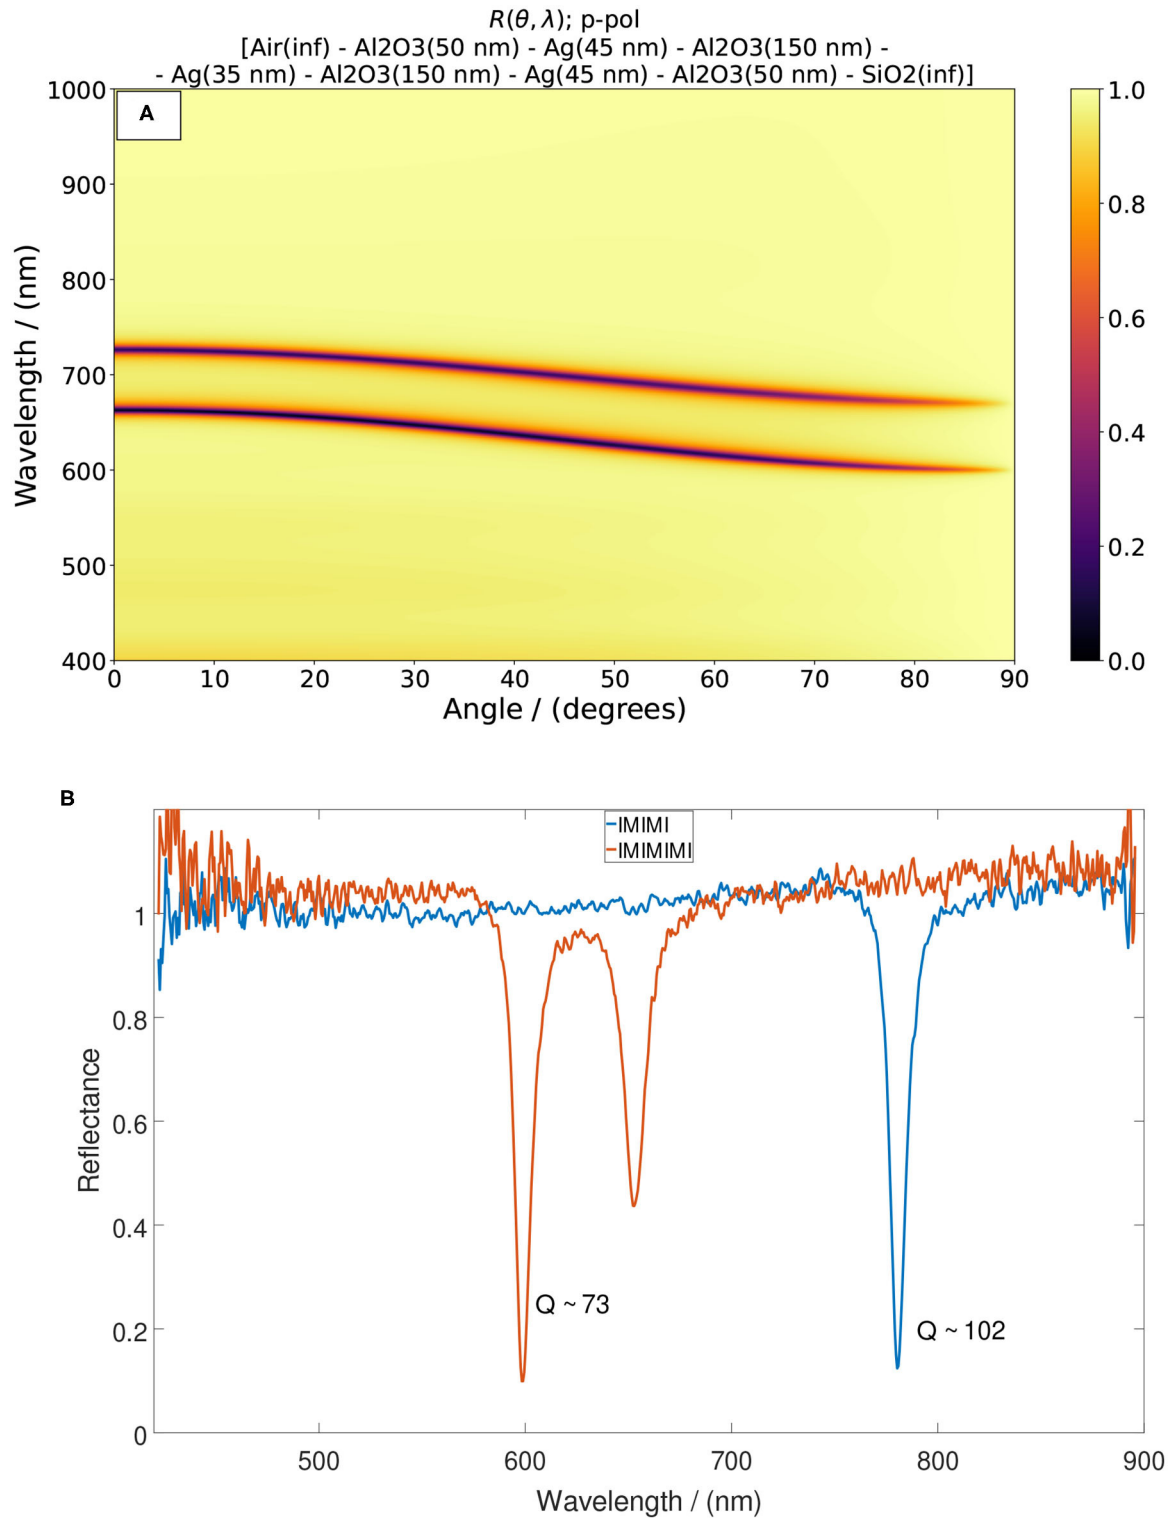 R(θ, λ); p-pol
[Air(inf) - Al2O3(50 nm) - Ag(45 nm) - Al2O3(150 nm) -
- Ag(35 nm) - Al2O3(150 nm) - Ag(45 nm) - Al2O3(50 nm) - SiO2(inf)]
A
1000
900
800
700
600
500
400
Wavelength / (nm)
0 10 20 30 40 50 60 70 80 90
Angle / (degrees)
1.0
0.8
0.6
0.4
0.2
0.0
B
IMIMI
IMIMIMI
1
0.8
0.6
0.4
0.2
0
Reflectance
Q ~ 73
Q ~ 102
500 600 700 800 900
Wavelength / (nm)